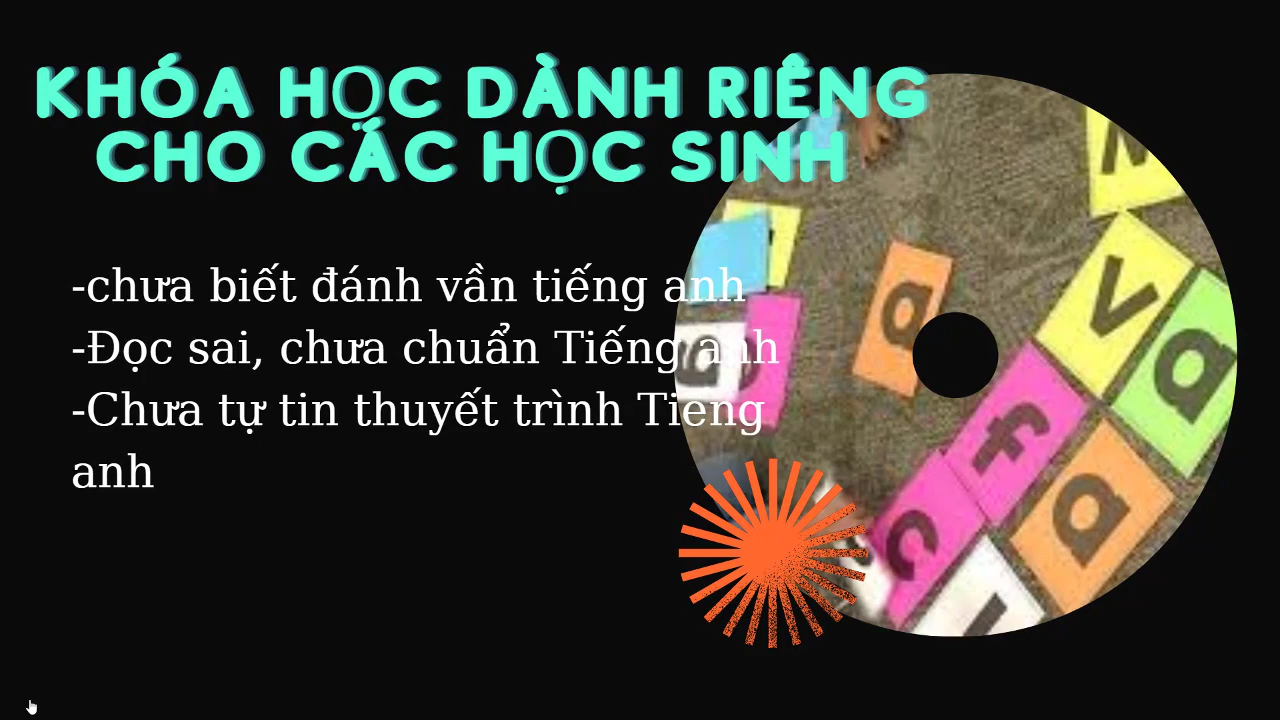 KHÓA HỌC DÀNH RIÊNG
CHO CÁC HỌC SINH
-chưa biết đánh vần tiếng anh
-Đọc sai, chưa chuẩn Tiếng anh
-Chưa tự tin thuyết trình Tiếng
anh
a
v
a
f
a
c